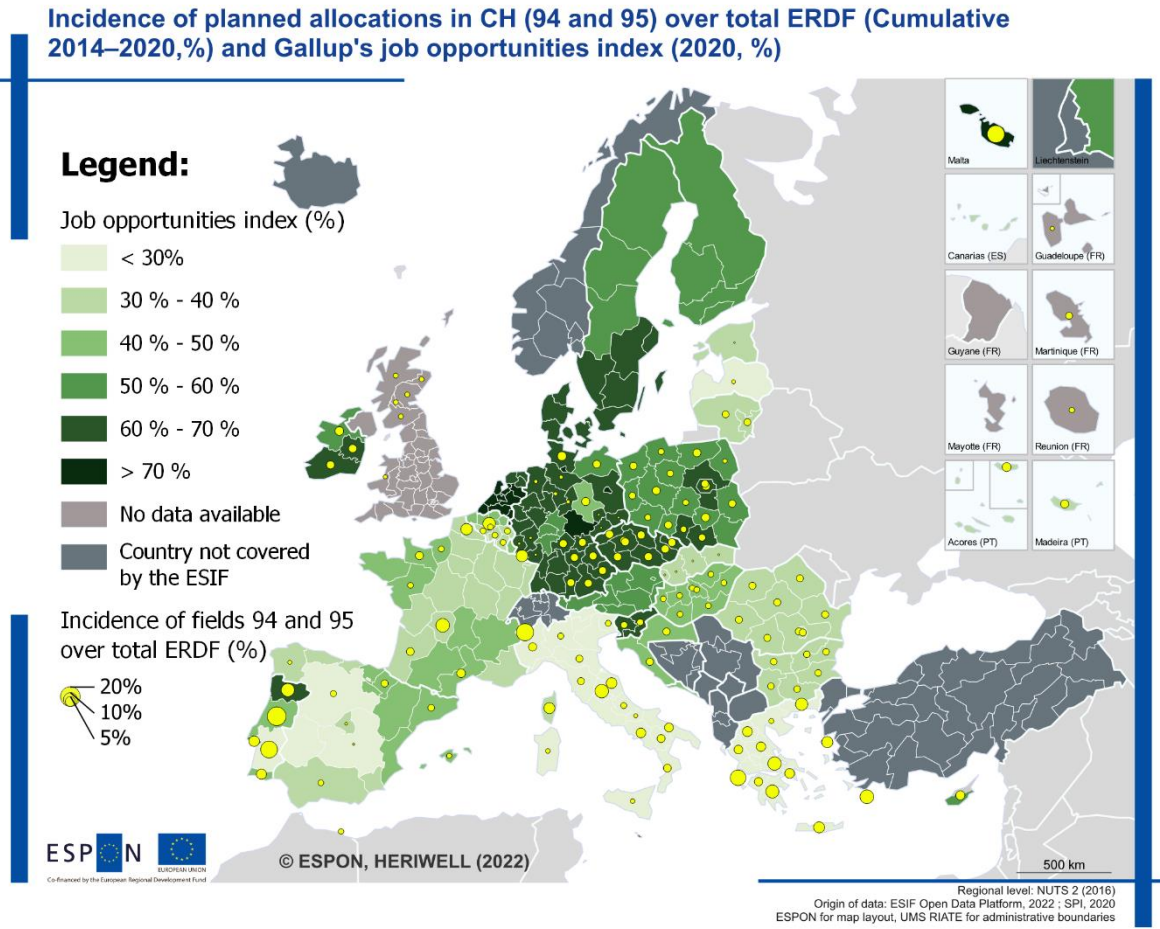 Incidence of planned allocations in CH (94 and 95) over total ERDF (Cumulative
2014–2020,%) and Gallup's job opportunities index (2020, %)
Legend:
Job opportunities index (%)
< 30%
30 % - 40 %
40 % - 50 %
50 % - 60 %
60 % - 70 %
> 70 %
No data available
Country not covered
by the ESIF
Incidence of fields 94 and 95
over total ERDF (%)
20%
10%
5%
Malta
Liechtenstein
Canarias (ES)
Guadeloupe (FR)
Guyane (FR)
Martinique (FR)
Mayotte (FR)
Reunion (FR)
Acores (PT)
Madeira (PT)
ESPON
EUROPEAN UNION
Co-financed by the European Regional Development Fund
© ESPON, HERIWELL (2022)
500 km
Regional level: NUTS 2 (2016)
Origin of data: ESIF Open Data Platform, 2022 ; SPI, 2020
ESPON for map layout, UMS RIATE for administrative boundaries